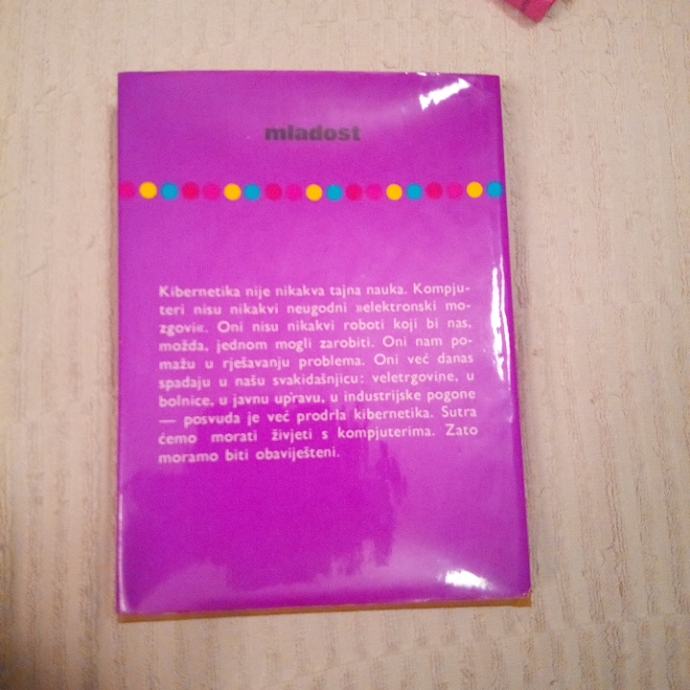 mladost
Kibernetika nije nikakva tajna nauka. Kompju-
teri nisu nikakvi neugodni »elektronski mo-
zgovi«. Oni nisu nikakvi roboti koji bi nas,
možda, jednom mogli zarobiti. Oni nam po-
mažu u rješavanju problema. Oni već danas
spadaju u našu svakidašnjicu: veletrgovine, u
bolnice, u javnu upravu, u industrijske pogone
— posvuda je već prodrla kibernetika. Sutra
ćemo morati živjeti s kompjuterima. Zato
moramo biti obaviješteni.